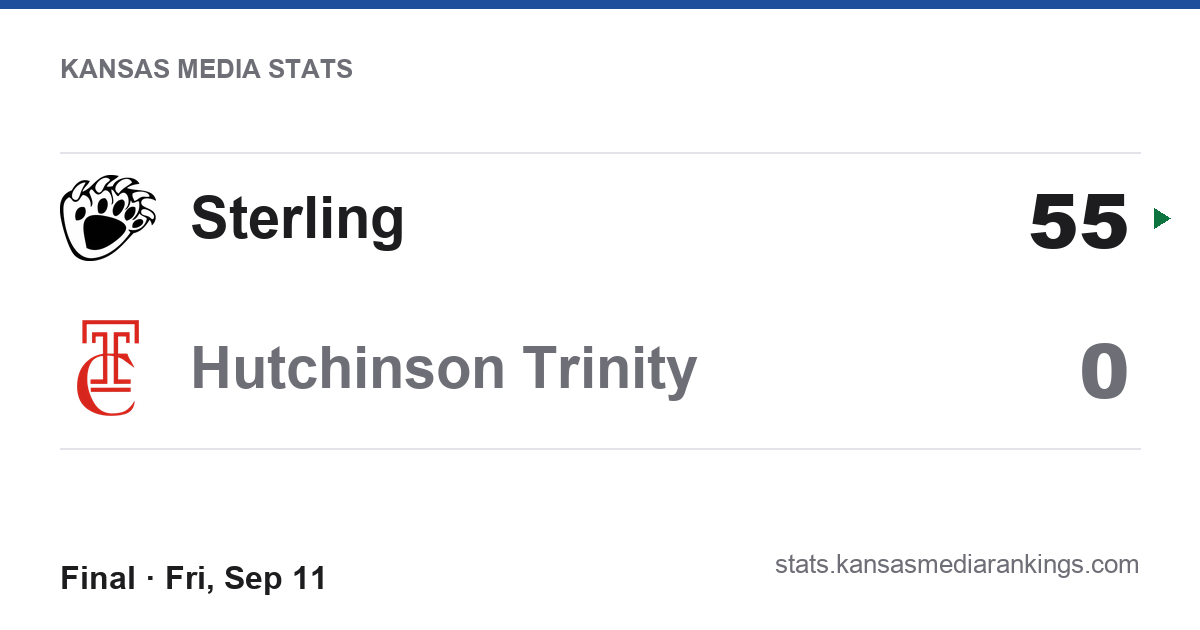 KANSAS MEDIA STATS
Sterling 55
Hutchinson Trinity 0
Final · Fri, Sep 11
stats.kansasmediarankings.com